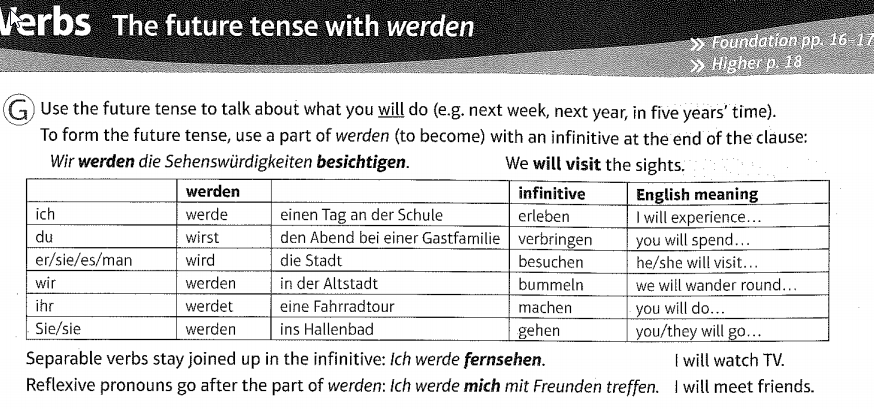 Verbs The future tense with werden
» Foundation pp. 16–17
» Higher p. 18
G Use the future tense to talk about what you will do (e.g. next week, next year, in five years' time).
To form the future tense, use a part of werden (to become) with an infinitive at the end of the clause:
Wir werden die Sehenswürdigkeiten besichtigen. We will visit the sights.
werden infinitive English meaning
ich werde einen Tag an der Schule erleben I will experience…
du wirst den Abend bei einer Gastfamilie verbringen you will spend…
er/sie/es/man wird die Stadt besuchen he/she will visit…
wir werden in der Altstadt bummeln we will wander round…
ihr werdet eine Fahrradtour machen you will do…
Sie/sie werden ins Hallenbad gehen you/they will go…
Separable verbs stay joined up in the infinitive: Ich werde fernsehen. I will watch TV.
Reflexive pronouns go after the part of werden: Ich werde mich mit Freunden treffen. I will meet friends.